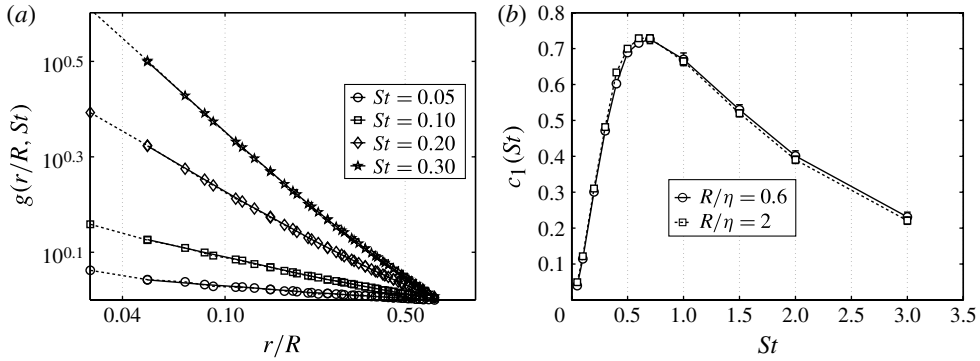 (a)
10^0.5
10^0.3
10^0.1
g(r/R, St)
St = 0.05
St = 0.10
St = 0.20
St = 0.30
0.04 0.10 0.50
r/R
(b)
0.8
0.7
0.6
0.5
0.4
0.3
0.2
0.1
c₁(St)
R/η = 0.6
R/η = 2
0 0.5 1.0 1.5 2.0 2.5 3.0 3.5
St